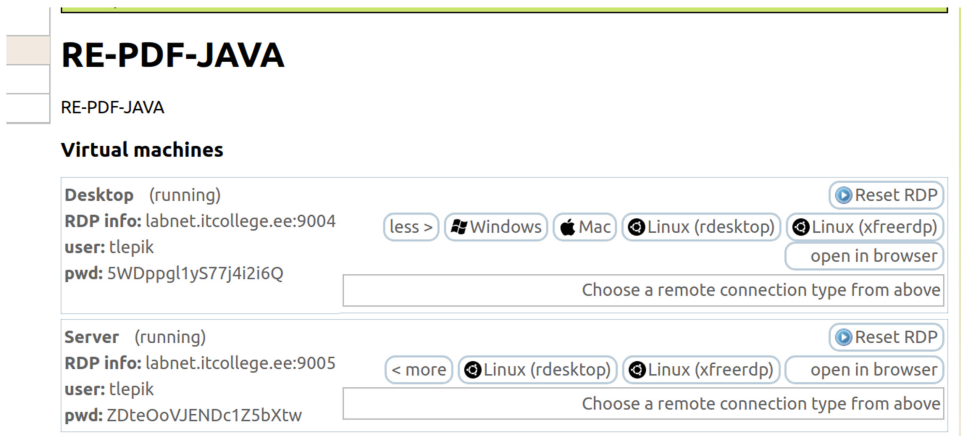 RE-PDF-JAVA
RE-PDF-JAVA
Virtual machines
Desktop (running)
Reset RDP
RDP info: labnet.itcollege.ee:9004
less > Windows Mac Linux (rdesktop) Linux (xfreerdp)
user: tlepik
open in browser
pwd: 5WDppgl1yS77j4i2i6Q
Choose a remote connection type from above
Server (running)
Reset RDP
RDP info: labnet.itcollege.ee:9005
< more Linux (rdesktop) Linux (xfreerdp) open in browser
user: tlepik
Choose a remote connection type from above
pwd: ZDteOoVJENDc1Z5bXtw